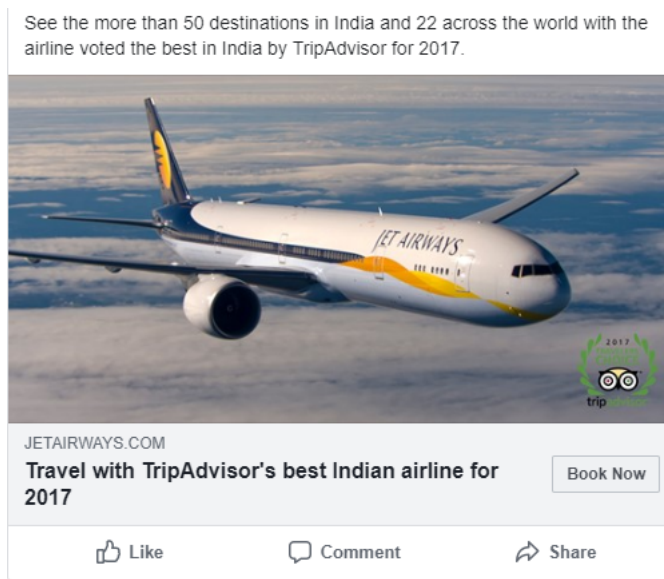 See the more than 50 destinations in India and 22 across the world with the
airline voted the best in India by TripAdvisor for 2017.
JET AIRWAYS
2017
trip
JETAIRWAYS.COM
Travel with TripAdvisor's best Indian airline for
2017
Book Now
Like
Comment
Share